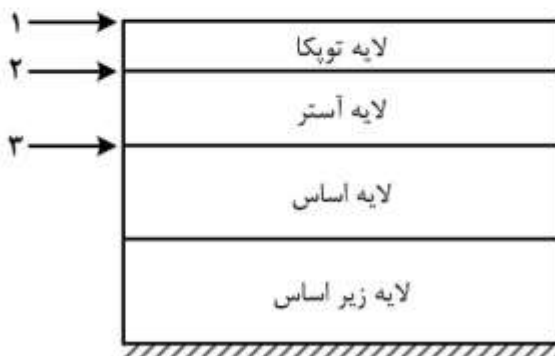 ۱
لایه توپکا
۲
لایه آستر
۳
لایه اساس
لایه زیر اساس